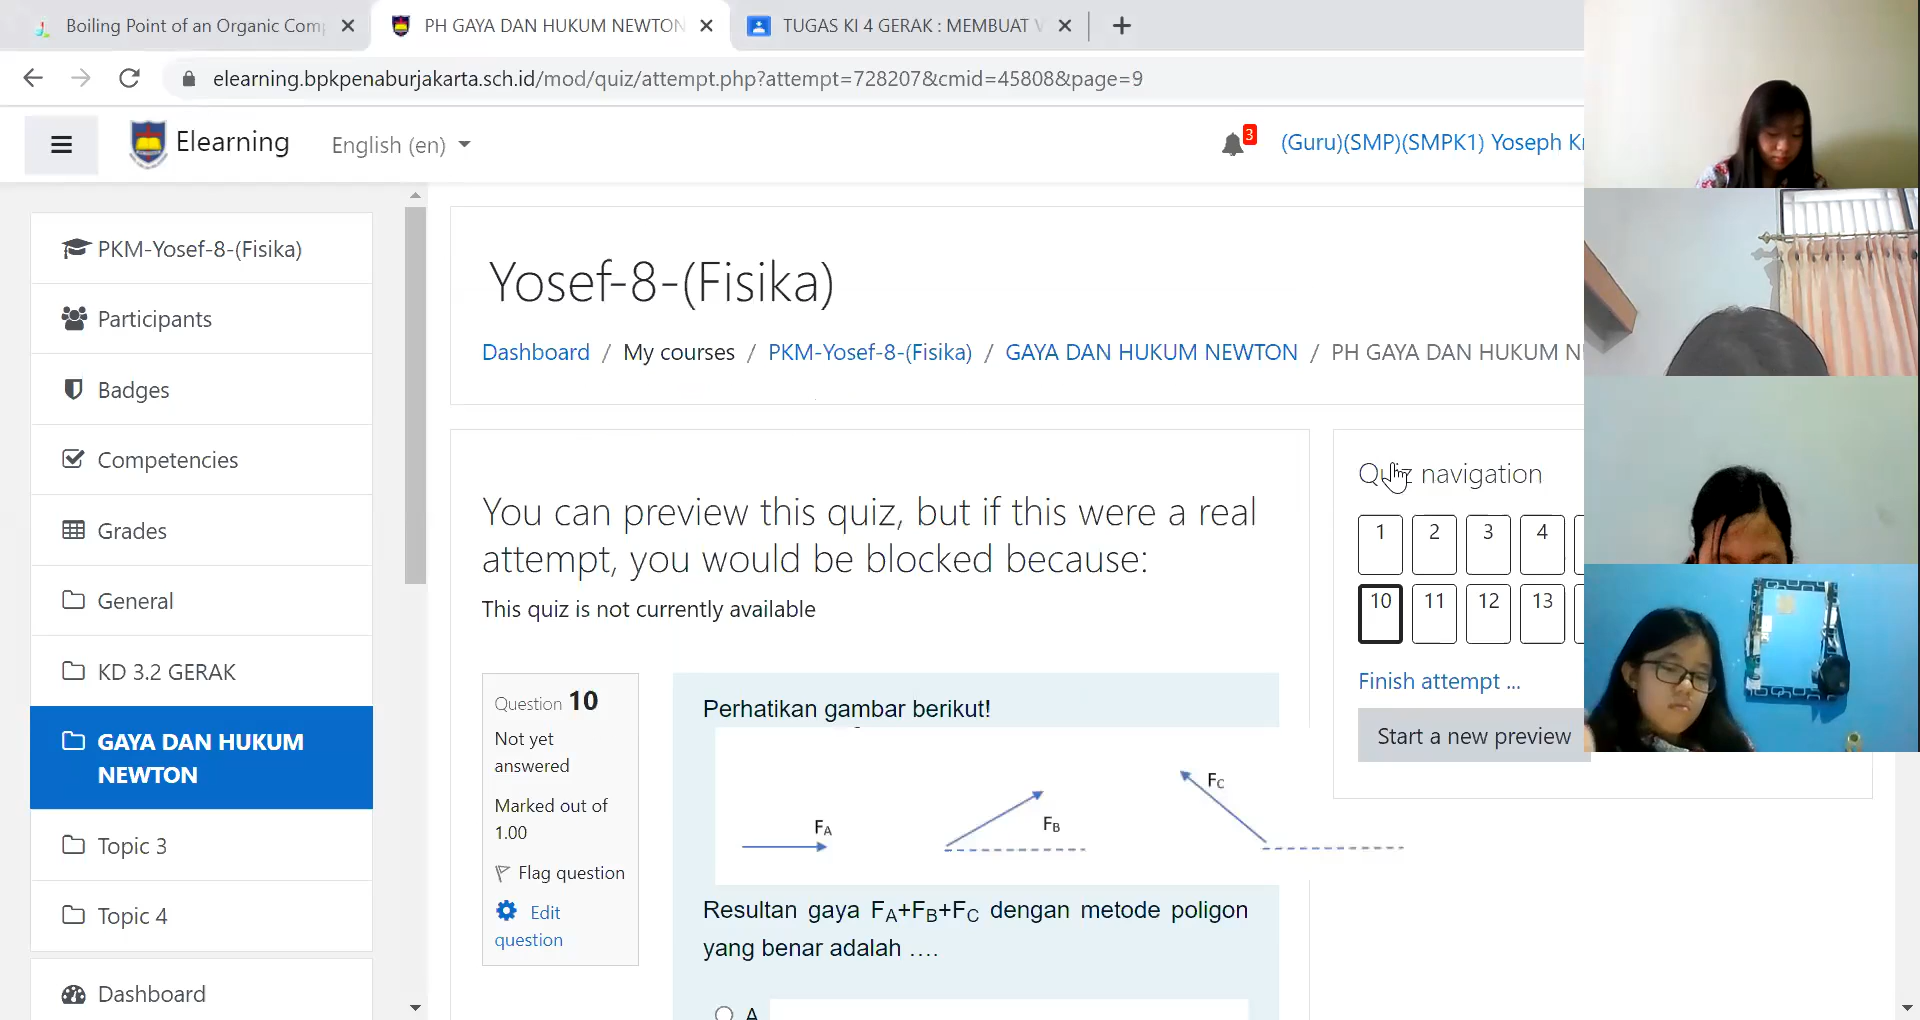 Boiling Point of an Organic Com
PH GAYA DAN HUKUM NEWTON
TUGAS KI 4 GERAK : MEMBUAT
elearning.bpkpenaburjakarta.sch.id/mod/quiz/attempt.php?attempt=728207&cmid=45808&page=9
Elearning
English (en)
3
(Guru)(SMP)(SMPK1) Yoseph
PKM-Yosef-8-(Fisika)
Participants
Badges
Competencies
Grades
General
KD 3.2 GERAK
GAYA DAN HUKUM
NEWTON
Topic 3
Topic 4
Dashboard
Yosef-8-(Fisika)
Dashboard / My courses / PKM-Yosef-8-(Fisika) / GAYA DAN HUKUM NEWTON / PH GAYA DAN HUKUM
You can preview this quiz, but if this were a real
attempt, you would be blocked because:
This quiz is not currently available
Question 10
Not yet
answered
Marked out of
1.00
Flag question
Edit
question
Perhatikan gambar berikut!
FA
FB
FC
Resultan gaya FA+FB+FC dengan metode poligon
yang benar adalah ....
A
Quiz navigation
1 2 3 4
10 11 12 13
Finish attempt ...
Start a new preview